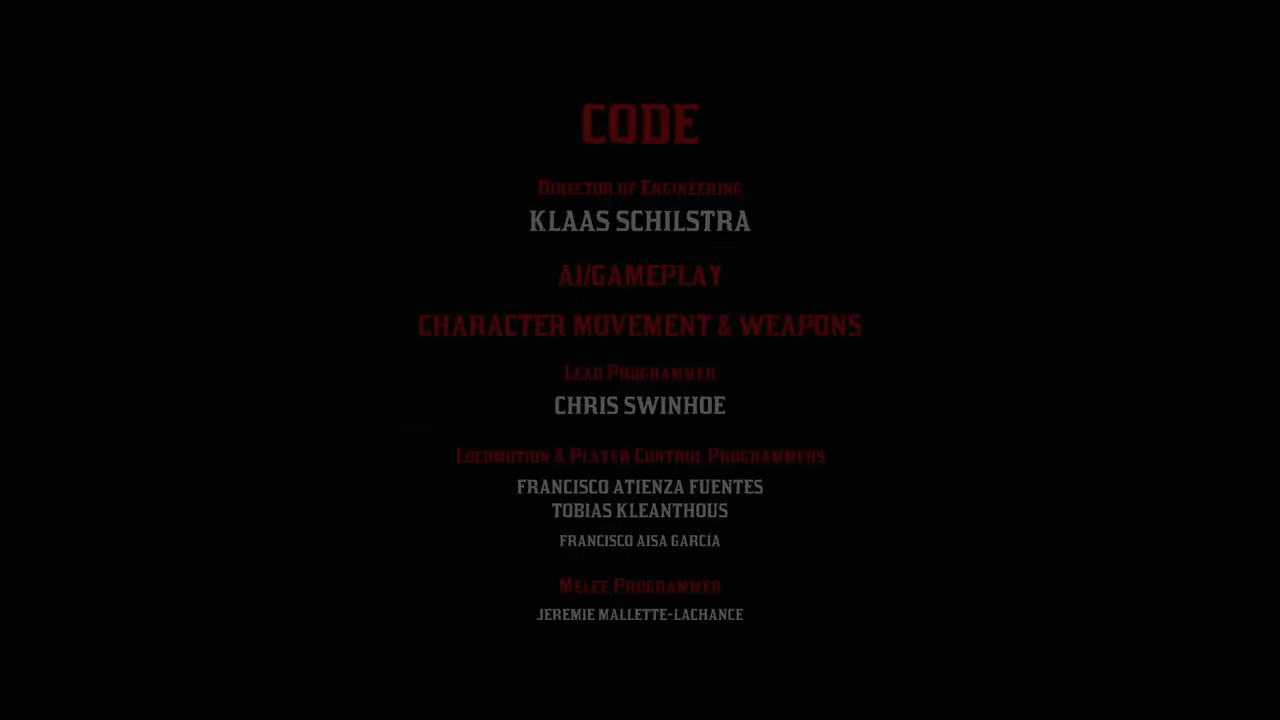 CODE
DIRECTOR OF ENGINEERING
KLAAS SCHILSTRA
AI/GAMEPLAY
CHARACTER MOVEMENT & WEAPONS
LEAD PROGRAMMER
CHRIS SWINHOE
LOCOMOTION & PLAYER CONTROL PROGRAMMERS
FRANCISCO ATIENZA FUENTES
TOBIAS KLEANTHOUS
FRANCISCO AISA GARCÍA
MELEE PROGRAMMER
JEREMIE MALLETTE-LACHANCE